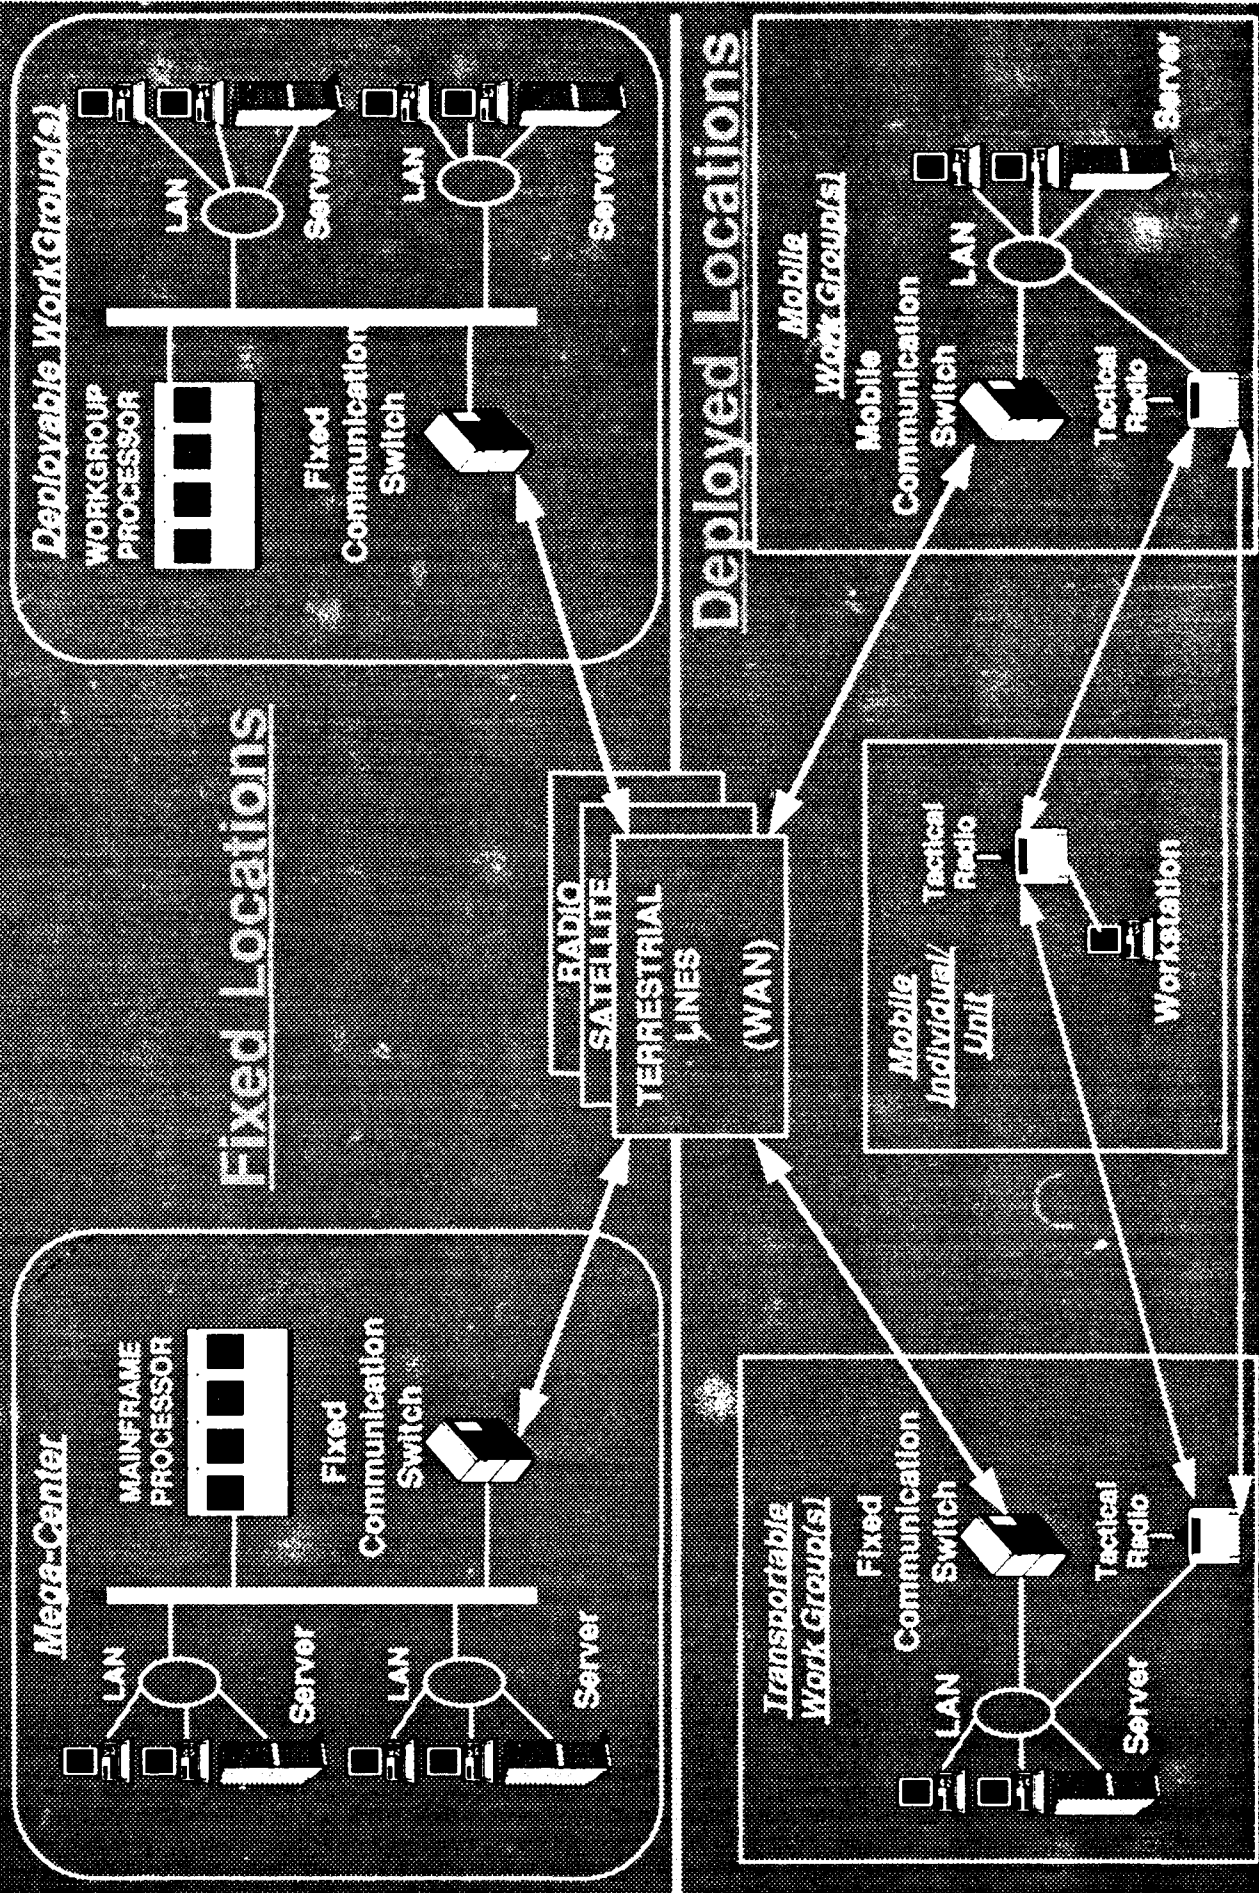 Fixed Locations
Mega-Center
MAINFRAME
PROCESSOR
LAN
Server
Fixed
Communication
Switch
LAN
Server
Deployable WorkGroup(s)
WORKGROUP
PROCESSOR
LAN
Server
Fixed
Communication
Switch
LAN
Server
RADIO
SATELLITE
TERRESTRIAL
LINES
(WAN)
Deployed Locations
Transportable
Work Group(s)
Fixed
Communication
Switch
LAN
Server
Tactical
Radio
Mobile
Individual/
Unit
Tactical
Radio
Workstation
Mobile
Work Group(s)
Mobile
Communication
Switch
LAN
Server
Tactical
Radio